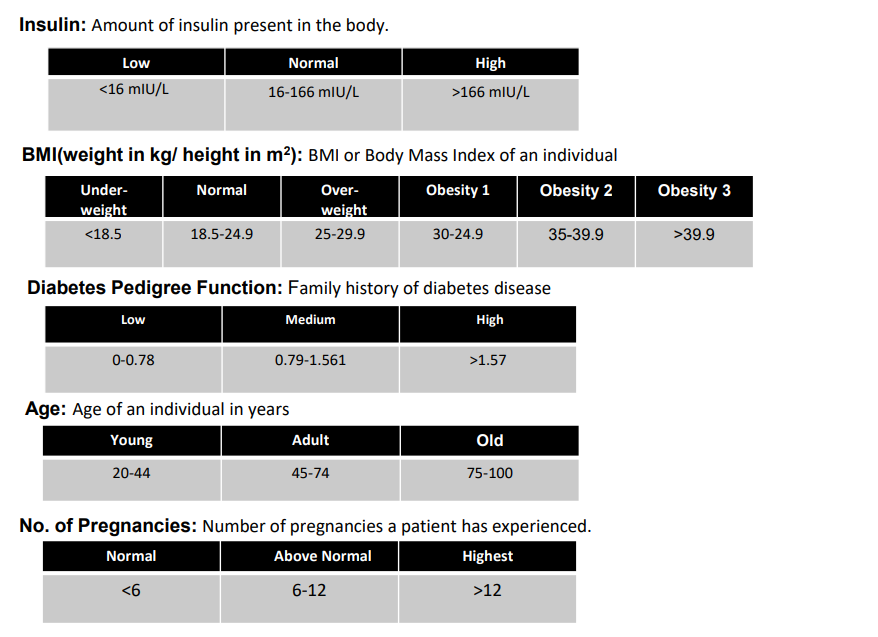 Insulin: Amount of insulin present in the body.
Low Normal High
<16 mIU/L 16-166 mIU/L >166 mIU/L
BMI(weight in kg/ height in m²): BMI or Body Mass Index of an individual
Under-weight Normal Over-weight Obesity 1 Obesity 2 Obesity 3
<18.5 18.5-24.9 25-29.9 30-24.9 35-39.9 >39.9
Diabetes Pedigree Function: Family history of diabetes disease
Low Medium High
0-0.78 0.79-1.561 >1.57
Age: Age of an individual in years
Young Adult Old
20-44 45-74 75-100
No. of Pregnancies: Number of pregnancies a patient has experienced.
Normal Above Normal Highest
<6 6-12 >12